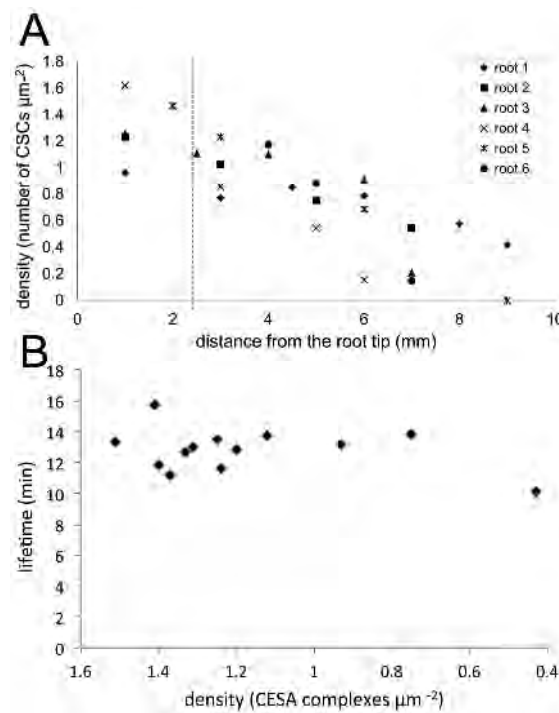 A
density (number of CSCs µm-2)
1.8
1.6
1.4
1.2
1
0.8
0.6
0.4
0.2
0
0 2 4 6 8 10
distance from the root tip (mm)
root 1
root 2
root 3
root 4
root 5
root 6
B
lifetime (min)
18
16
14
12
10
8
6
4
2
0
1.6 1.4 1.2 1 0.8 0.6 0.4
density (CESA complexes µm -2)